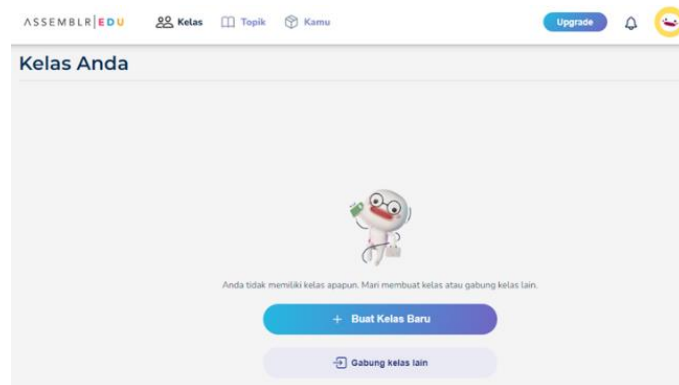 ASSEMBLR EDU Kelas Topik Kamu Upgrade
Kelas Anda
Anda tidak memiliki kelas apapun. Mari membuat kelas atau gabung kelas lain.
+ Buat Kelas Baru
Gabung kelas lain